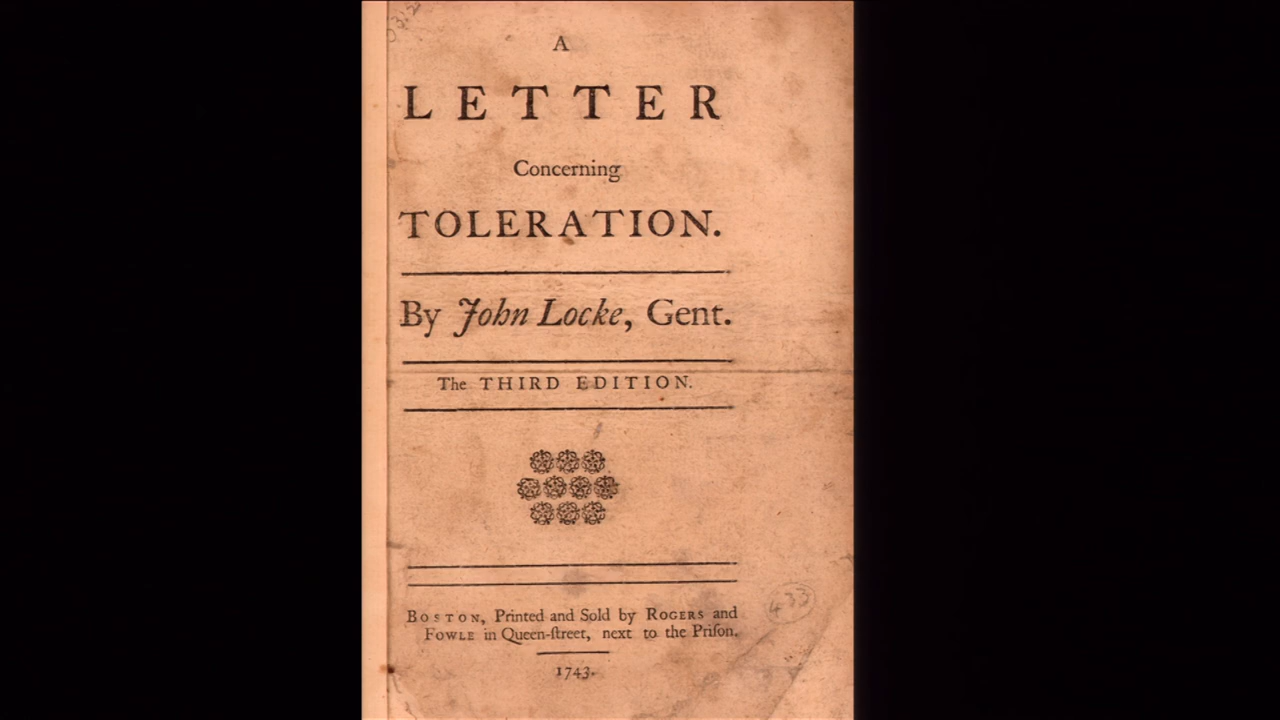 A
LETTER
Concerning
TOLERATION.
By John Locke, Gent.
The THIRD EDITION.
BOSTON, Printed and Sold by ROGERS and
FOWLE in Queen-ſtreet, next to the Priſon.
1743.
433